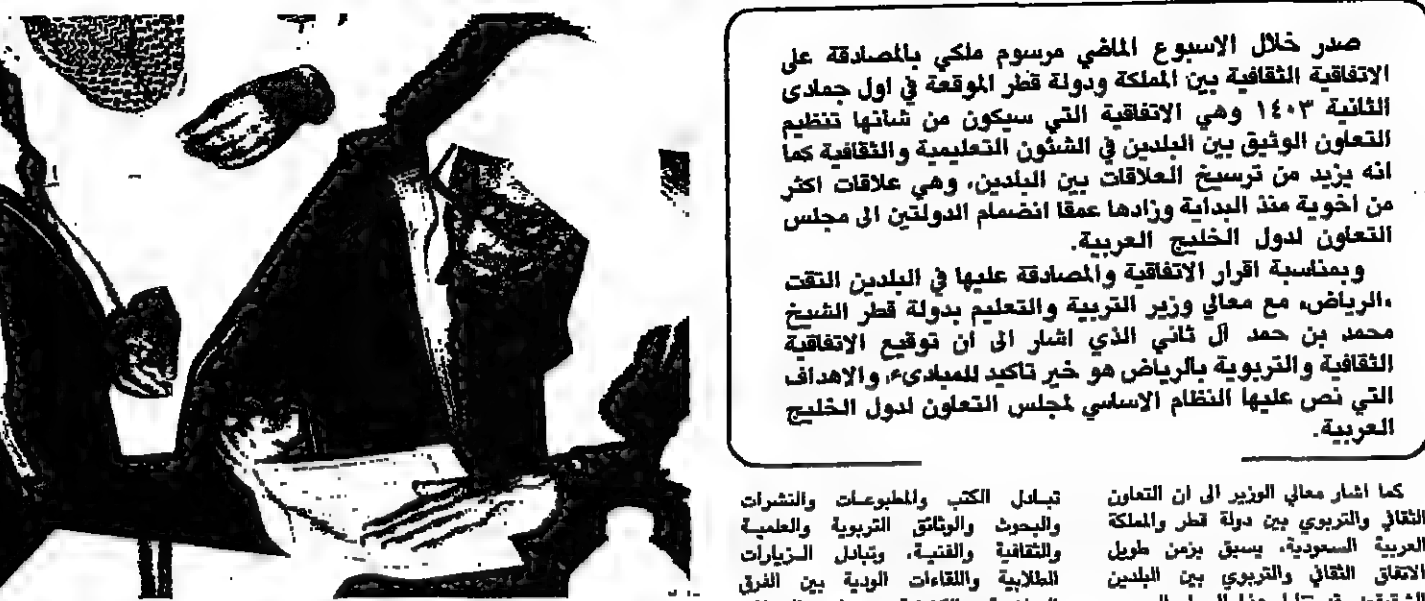 صدر خلال الاسبوع الماضي مرسوم ملكي بالمصادقة على
الاتفاقية الثقافية بين المملكة ودولة قطر الموقعة في اول جمادى
الثانية ١٤٠٣ وهي الاتفاقية التي سيكون من شانها تنظيم
التعاون الوثيق بين البلدين في الشئون التعليمية والثقافية كما
انه يزيد من ترسيخ العلاقات بين البلدين، وهي علاقات اكثر
من اخوية منذ البداية وزادها عمقا انضمام الدولتين الى مجلس
التعاون لدول الخليج العربية.
وبمناسبة اقرار الاتفاقية والمصادقة عليها في البلدين التقت
«الرياض» مع معالي وزير التربية والتعليم بدولة قطر الشيخ
محمد بن حمد آل ثاني الذي اشار الى ان توقيع الاتفاقية
الثقافية والتربوية بالرياض هو خير تاكيد للمبادىء، والاهداف
التي نص عليها النظام الاساسي لمجلس التعاون لدول الخليج
العربية.
كما اشار معالي الوزير الى ان التعاون
الثقافي والتربوي بين دولة قطر والمملكة
العربية السعودية، يسبق بزمن طويل
الاتفاق الثقافي والتربوي بين البلدين
تبادل الكتب والمطبوعات والنشرات
والبحوث والوثائق التربوية والعلمية
والثقافية والفنية، وتبادل الزيارات
الطلابية واللقاءات الودية بين الفرق